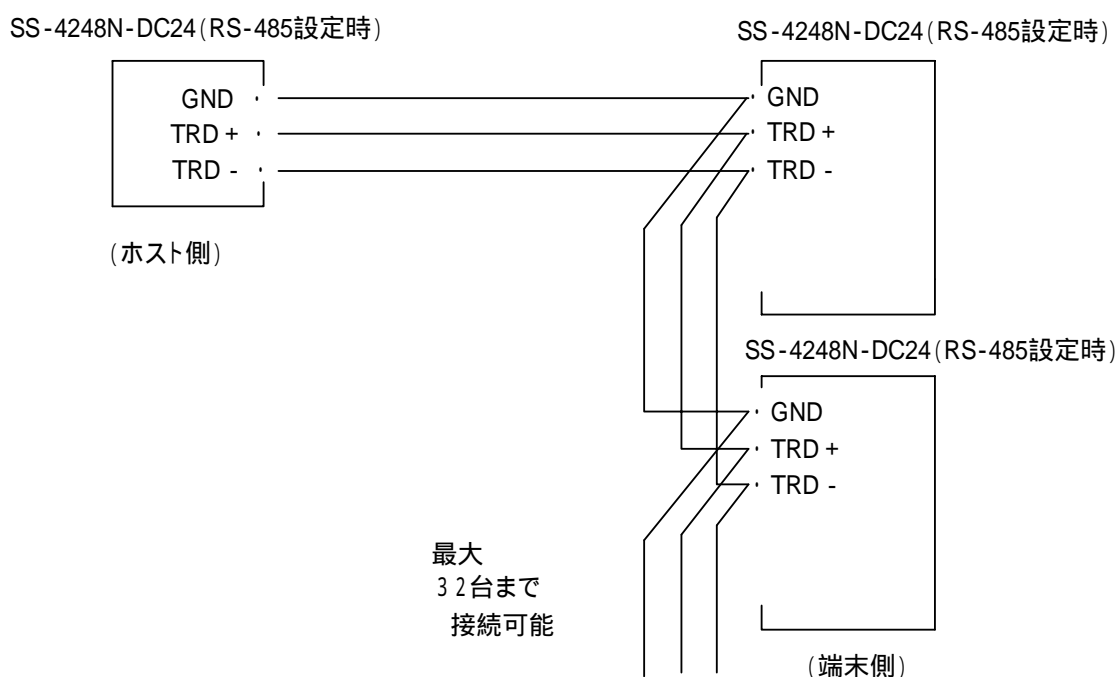 SS-4248N-DC24(RS-485設定時)
GND
TRD +
TRD -
(ホスト側)
SS-4248N-DC24(RS-485設定時)
GND
TRD +
TRD -
SS-4248N-DC24(RS-485設定時)
GND
TRD +
TRD -
最大
32台まで
接続可能
(端末側)